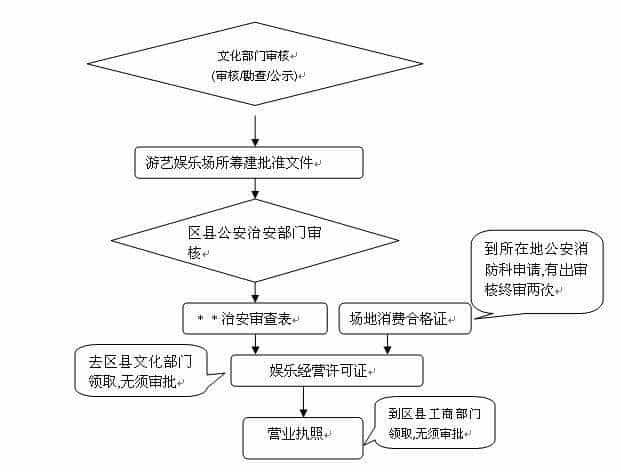 文化部门审核
(审核/勘查/公示)
游艺娱乐场所筹建批准文件
区县公安治安部门审
核
到所在地公安消
防科申请,有出审
核终审两次
**治安审查表
场地消费合格证
去区县文化部门
领取,无须审批
娱乐经营许可证
到区县工商部门
领取,无须审批
营业执照